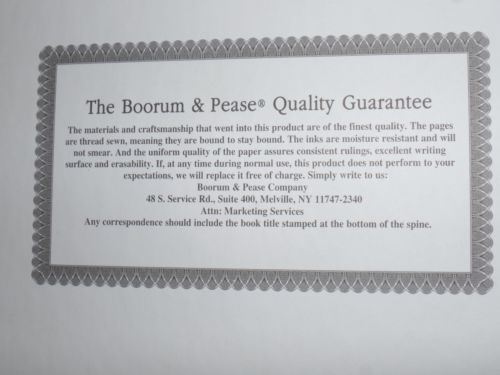 The Boorum & Pease® Quality Guarantee
The materials and craftsmanship that went into this product are of the finest quality. The pages
are thread sewn, meaning they are bound to stay bound. The inks are moisture resistant and will
not smear. And the uniform quality of the paper assures consistent rulings, excellent writing
surface and erasability. If, at any time during normal use, this product does not perform to your
expectations, we will replace it free of charge. Simply write to us:
Boorum & Pease Company
48 S. Service Rd., Suite 400, Melville, NY 11747-2340
Attn: Marketing Services
Any correspondence should include the book title stamped at the bottom of the spine.